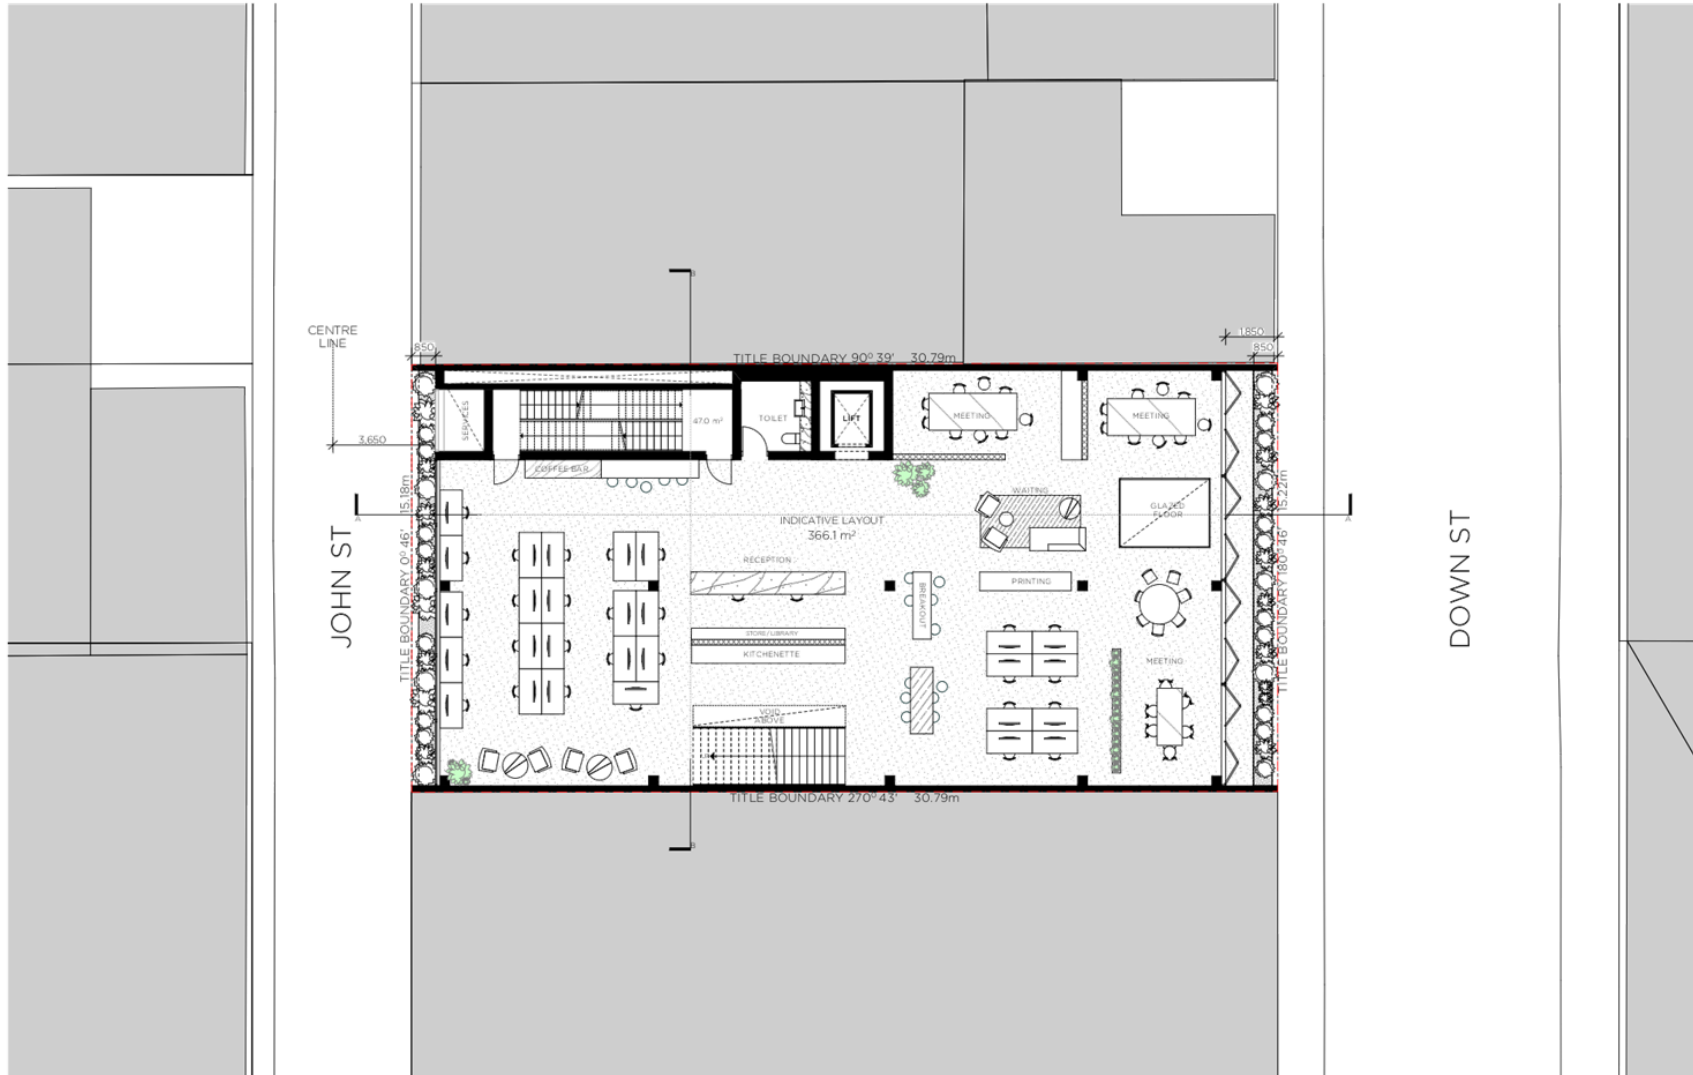 CENTRE
LINE
850
1.850
850
TITLE BOUNDARY 90° 39' 30.79m
SERVICES
47.0 m²
TOILET
LIFT
MEETING
MEETING
3,650
COFFEE BAR
WAITING
GLAZED
FLOOR
INDICATIVE LAYOUT
366.1 m²
RECEPTION
PRINTING
BREAKOUT
STORE/LIBRARY
KITCHENETTE
MEETING
VOID
ABOVE
TITLE BOUNDARY 0° 46' 15.18m
TITLE BOUNDARY 180° 46' 15.22m
JOHN ST
DOWN ST
TITLE BOUNDARY 270° 43' 30.79m
A
A
B
B